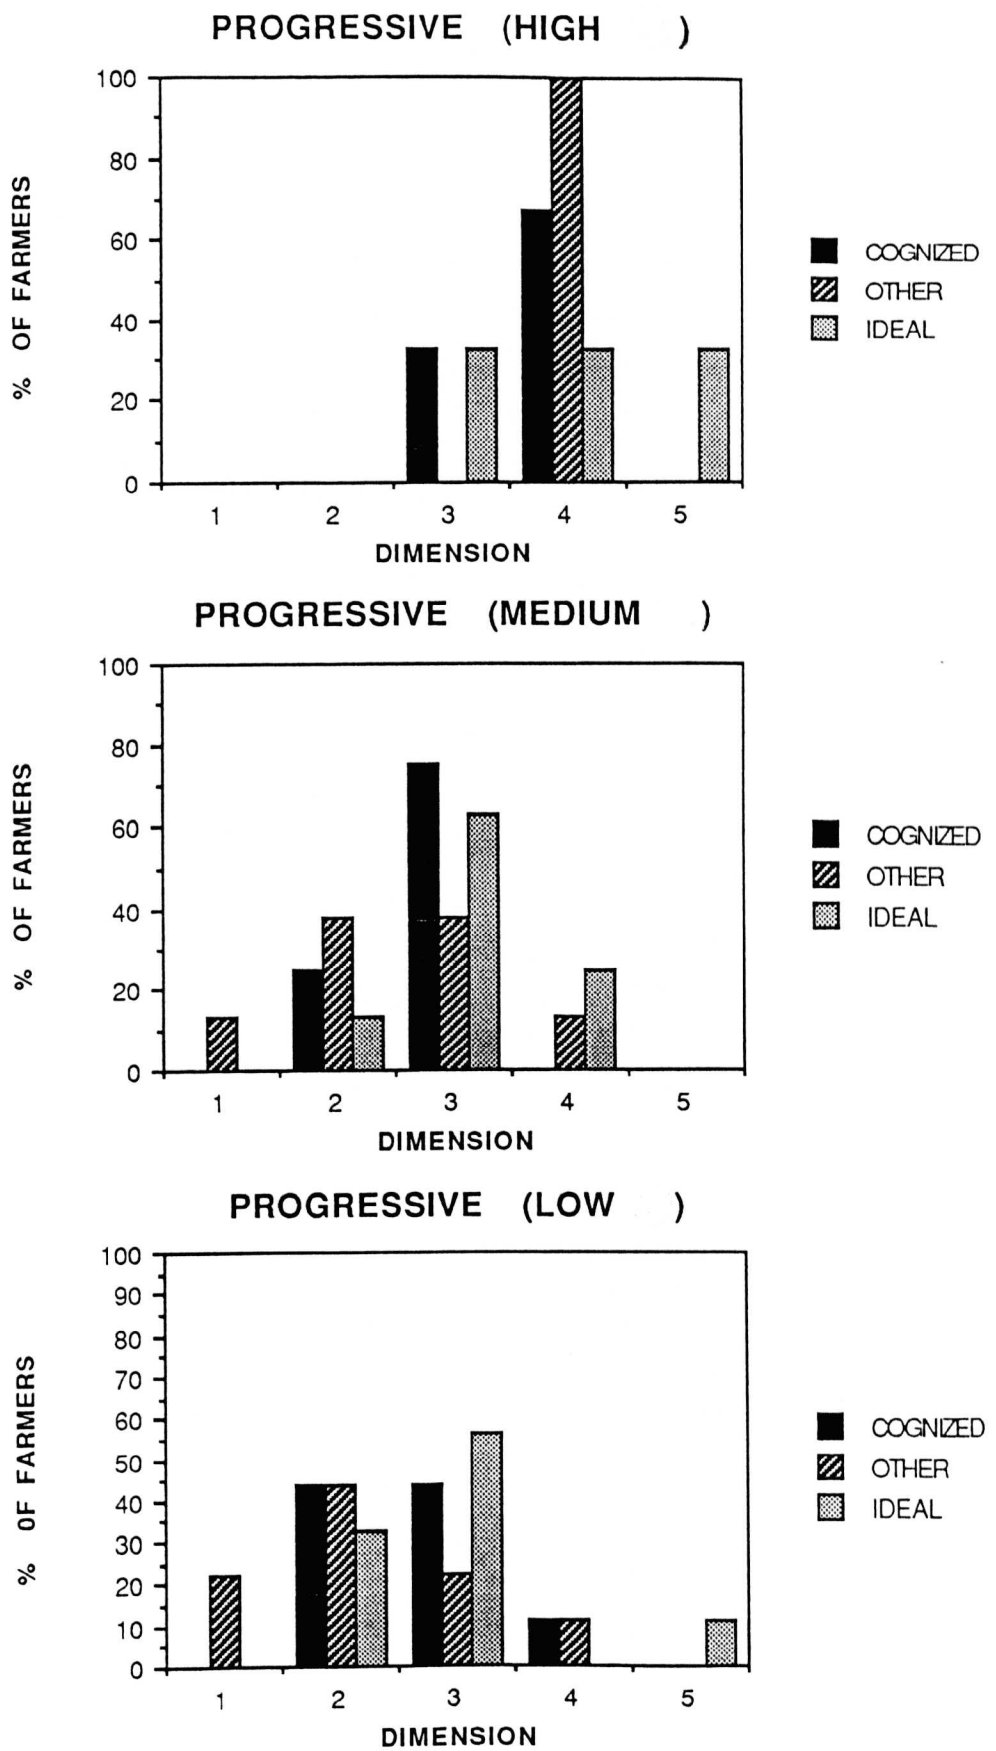 PROGRESSIVE (HIGH )
100
80
60
40
20
0
% OF FARMERS
1 2 3 4 5
DIMENSION
COGNIZED
OTHER
IDEAL
PROGRESSIVE (MEDIUM )
100
80
60
40
20
0
% OF FARMERS
1 2 3 4 5
DIMENSION
COGNIZED
OTHER
IDEAL
PROGRESSIVE (LOW )
100
90
80
70
60
50
40
30
20
10
0
% OF FARMERS
1 2 3 4 5
DIMENSION
COGNIZED
OTHER
IDEAL